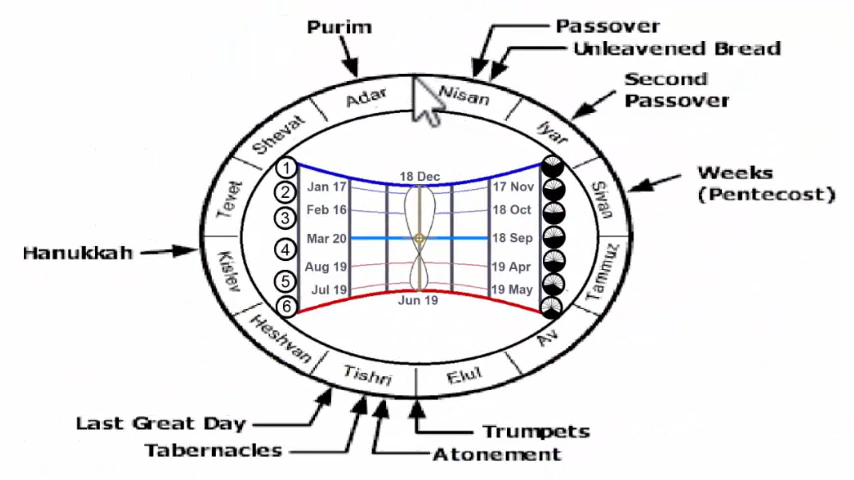 Purim
Passover
Unleavened Bread
Second
Passover
Weeks
(Pentecost)
Hanukkah
Adar
Nisan
Iyar
Sivan
Tammuz
Av
Elul
Tishri
Heshvan
Kislev
Tevet
Shevat
1
2
3
4
5
6
18 Dec
Jan 17
17 Nov
Feb 16
18 Oct
Mar 20
18 Sep
Aug 19
19 Apr
Jul 19
19 May
Jun 19
Last Great Day
Tabernacles
Trumpets
Atonement